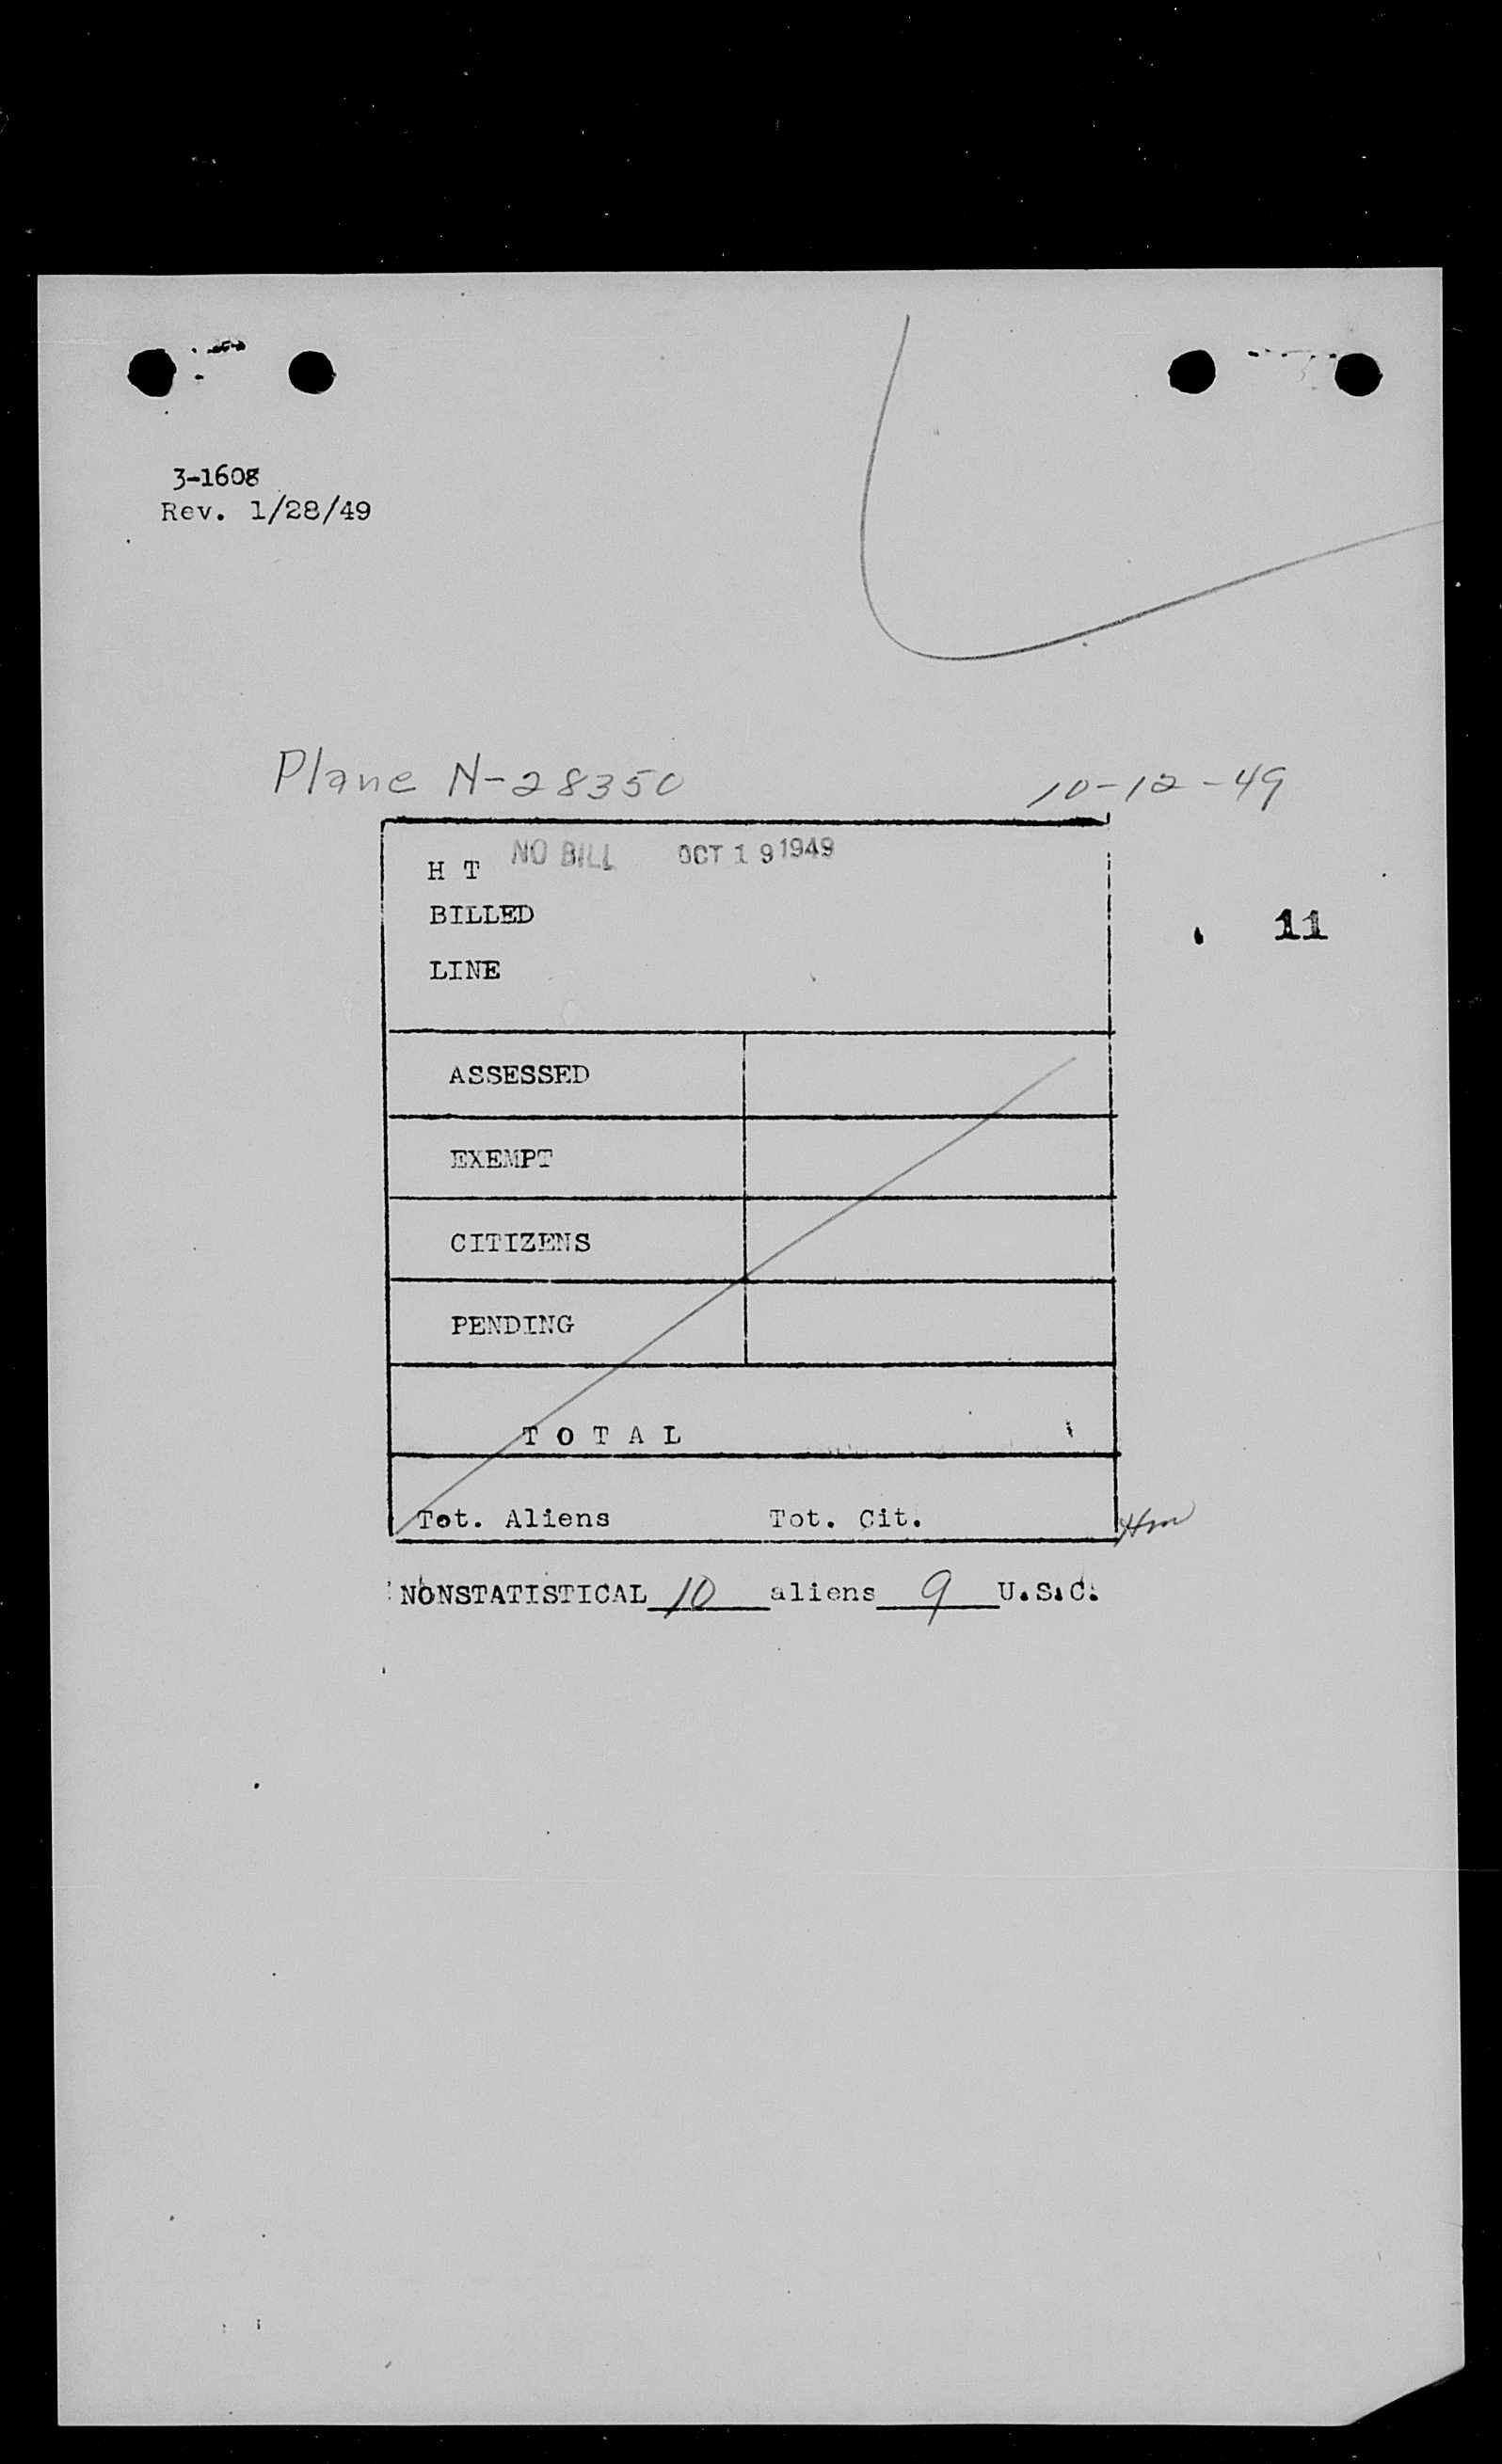 3-1608
Rev. 1/28/49
Plane N-28350 10-12-49
H T NO BILL OCT 19 1949
BILLED
11
LINE
ASSESSED
EXEMPT
CITIZENS
PENDING
T O T A L
Tot. Aliens Tot. Cit.
NONSTATISTICAL 10 aliens 9 U.S.C.